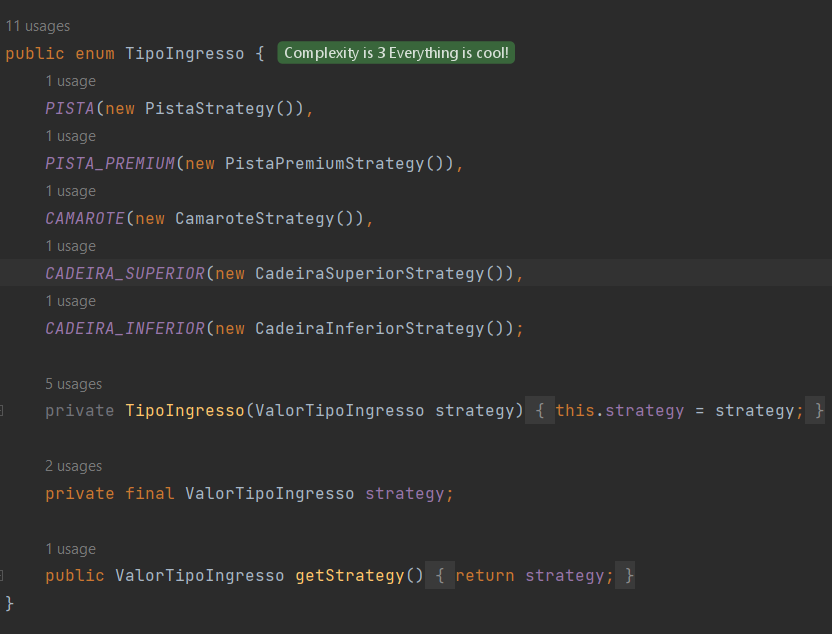 11 usages
public enum TipoIngresso { Complexity is 3 Everything is cool!
1 usage
PISTA(new PistaStrategy()),
1 usage
PISTA_PREMIUM(new PistaPremiumStrategy()),
1 usage
CAMAROTE(new CamaroteStrategy()),
1 usage
CADEIRA_SUPERIOR(new CadeiraSuperiorStrategy()),
1 usage
CADEIRA_INFERIOR(new CadeiraInferiorStrategy());
5 usages
private TipoIngresso(ValorTipoIngresso strategy) { this.strategy = strategy; }
2 usages
private final ValorTipoIngresso strategy;
1 usage
public ValorTipoIngresso getStrategy() { return strategy; }
}